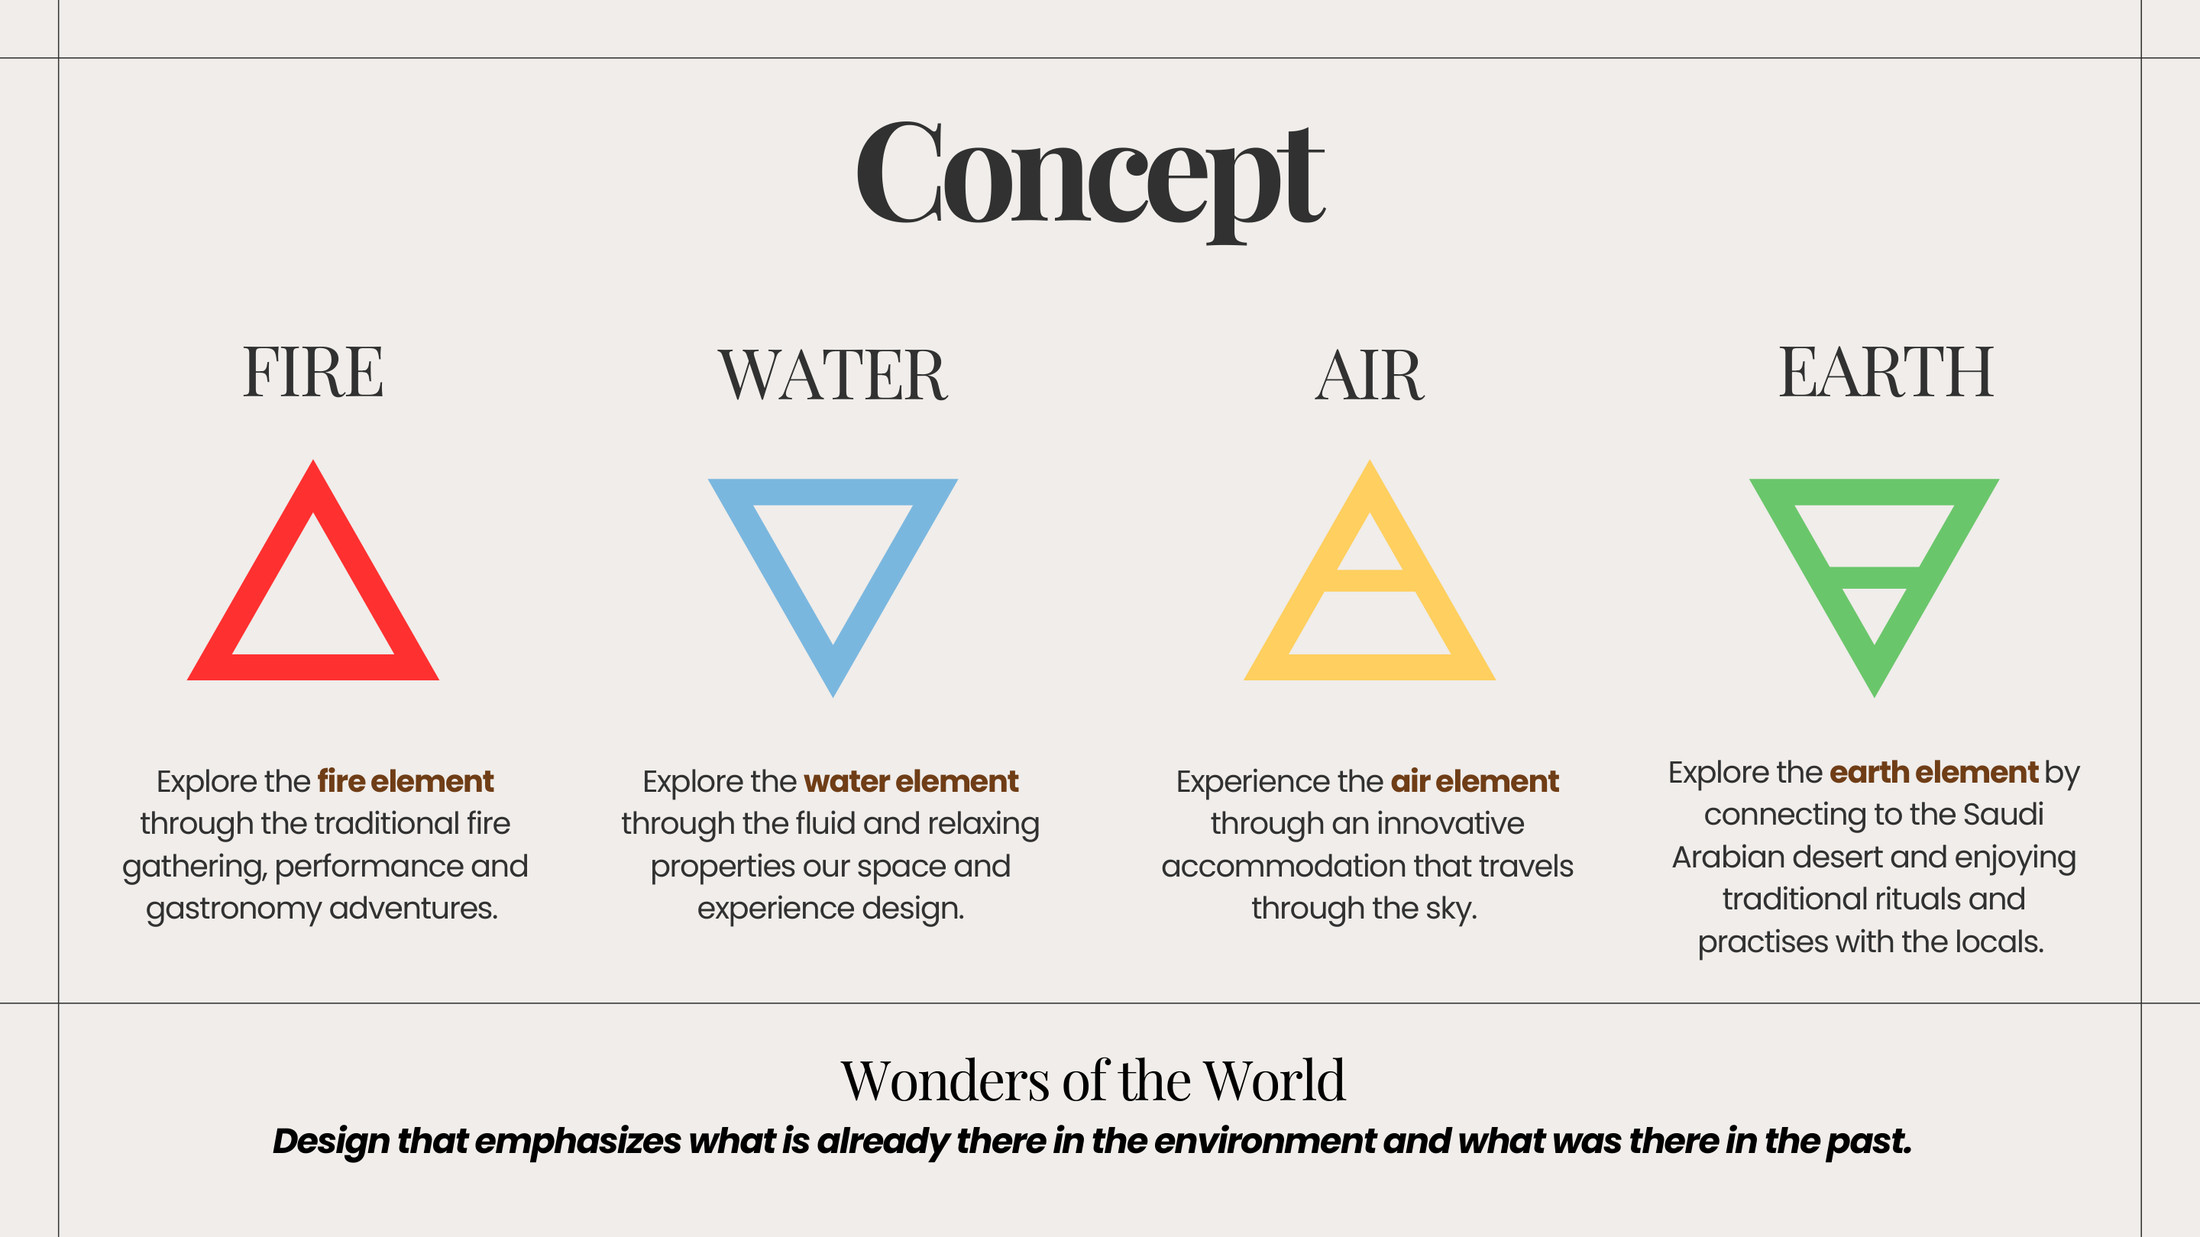 Concept
FIRE
WATER
AIR
EARTH
Explore the fire element
through the traditional fire
gathering, performance and
gastronomy adventures.
Explore the water element
through the fluid and relaxing
properties our space and
experience design.
Experience the air element
through an innovative
accommodation that travels
through the sky.
Explore the earth element by
connecting to the Saudi
Arabian desert and enjoying
traditional rituals and
practises with the locals.
Wonders of the World
Design that emphasizes what is already there in the environment and what was there in the past.